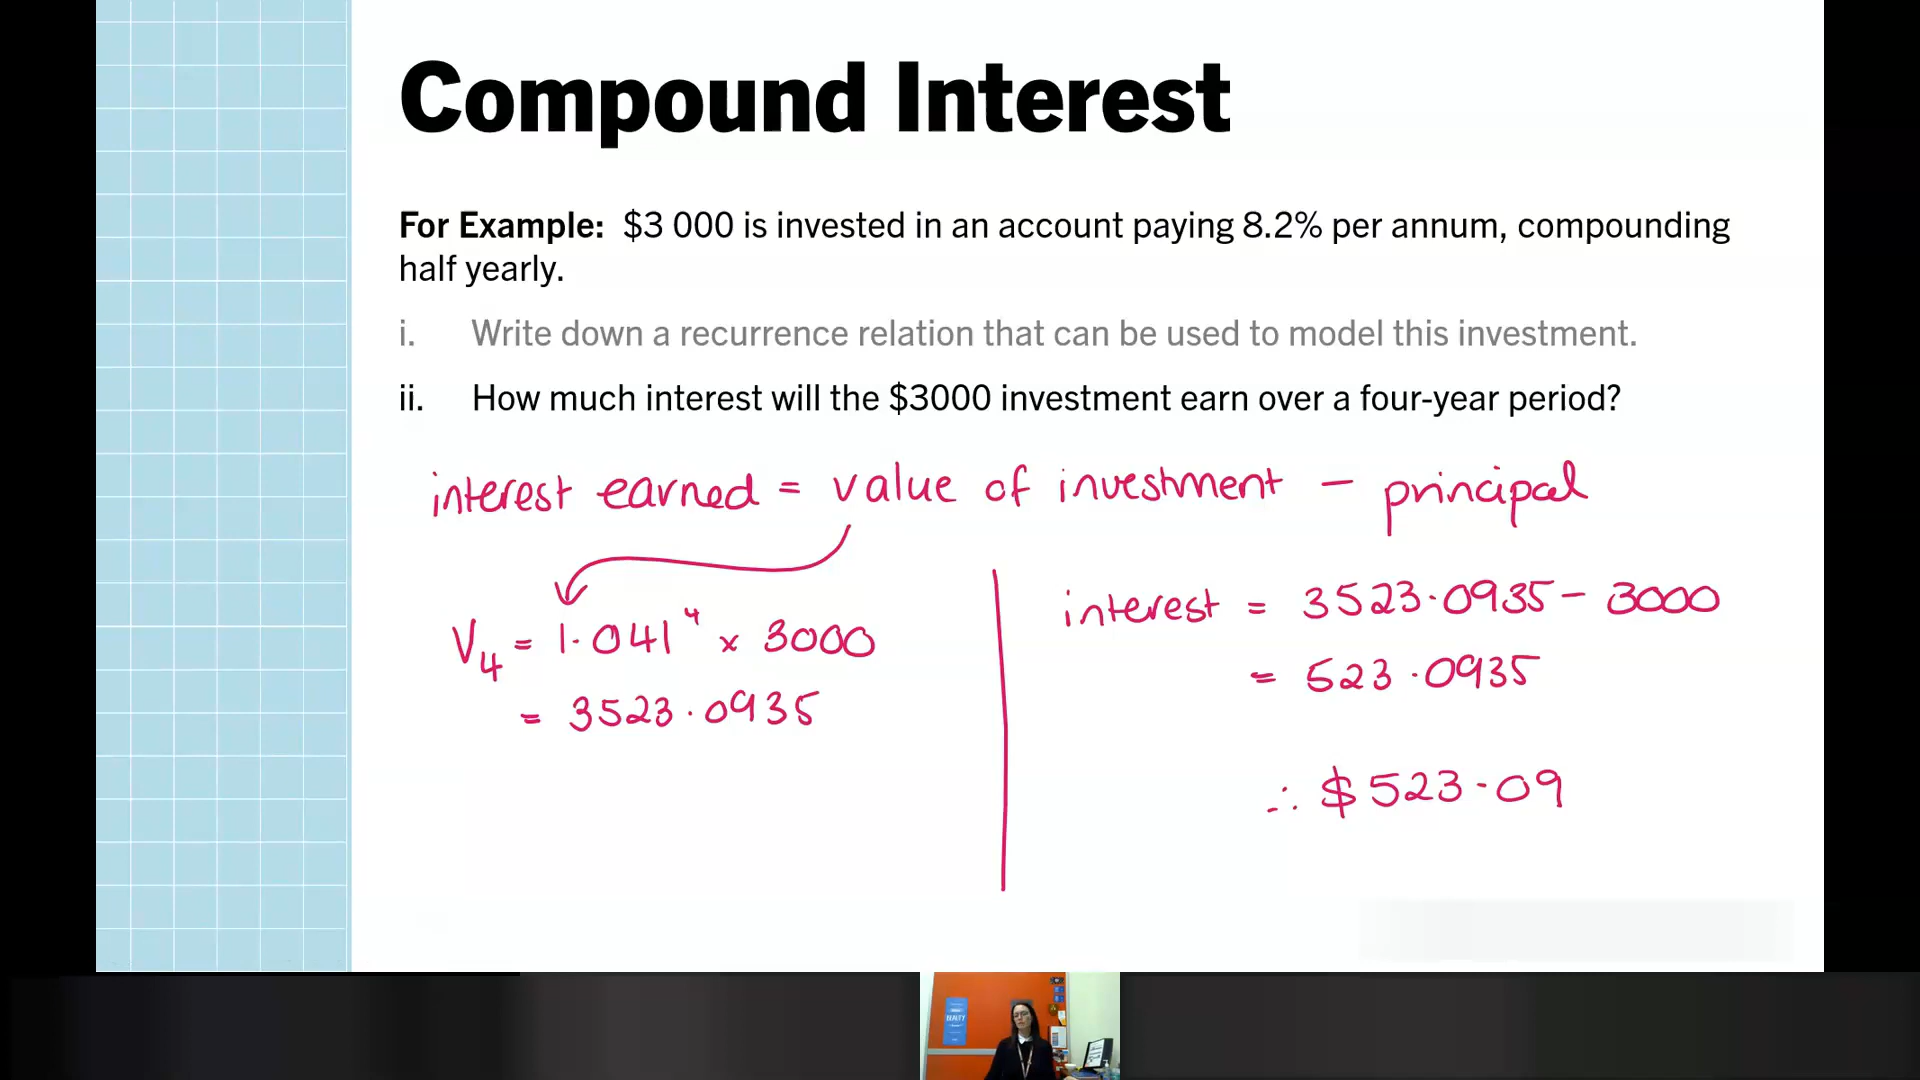 Compound Interest
For Example: $3 000 is invested in an account paying 8.2% per annum, compounding
half yearly.
i. Write down a recurrence relation that can be used to model this investment.
ii. How much interest will the $3000 investment earn over a four-year period?
interest earned = value of investment - principal
V₄ = 1.041⁴ × 3000
= 3523.0935
interest = 3523.0935 - 3000
= 523.0935
∴ $523.09
BEAUTY